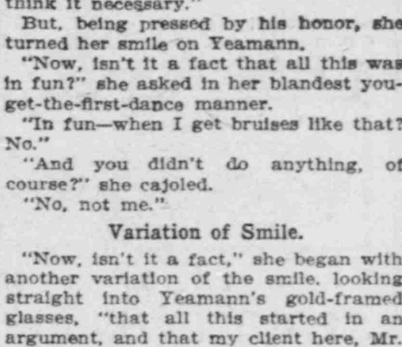 think it necessary."
But, being pressed by his honor, she
turned her smile on Yeamann.
"Now, isn't it a fact that all this was
in fun?" she asked in her blandest you-
get-the-first-dance manner.
"In fun—when I get bruises like that?
No."
"And you didn't do anything, of
course?" she cajoled.
"No, not me."
Variation of Smile.
"Now, isn't it a fact," she began with
another variation of the smile, looking
straight into Yeamann's gold-framed
glasses, "that all this started in an
argument, and that my client here, Mr.